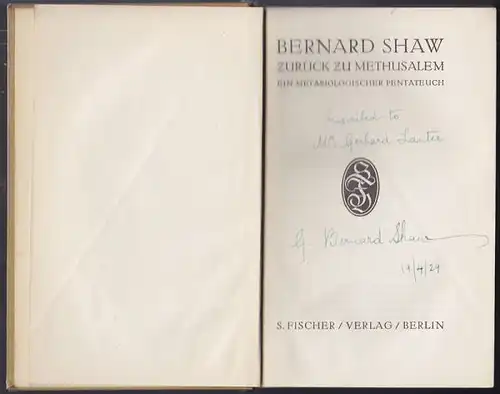 BERNARD SHAW
ZURÜCK ZU METHUSALEM
EIN METABIOLOGISCHER PENTATEUCH
inscribed to
Mr Gerhard
G. Bernard Shaw
19/4/29
S. FISCHER / VERLAG / BERLIN